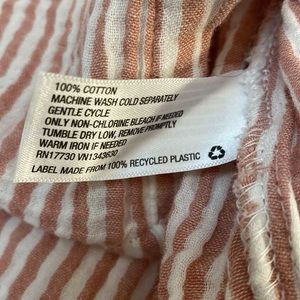 100% COTTON
MACHINE WASH COLD SEPARATELY
GENTLE CYCLE
ONLY NON-CHLORINE BLEACH IF NEEDED
TUMBLE DRY LOW, REMOVE PROMPTLY
WARM IRON IF NEEDED
RN17730 VN1343630
LABEL MADE FROM 100% RECYCLED PLASTIC